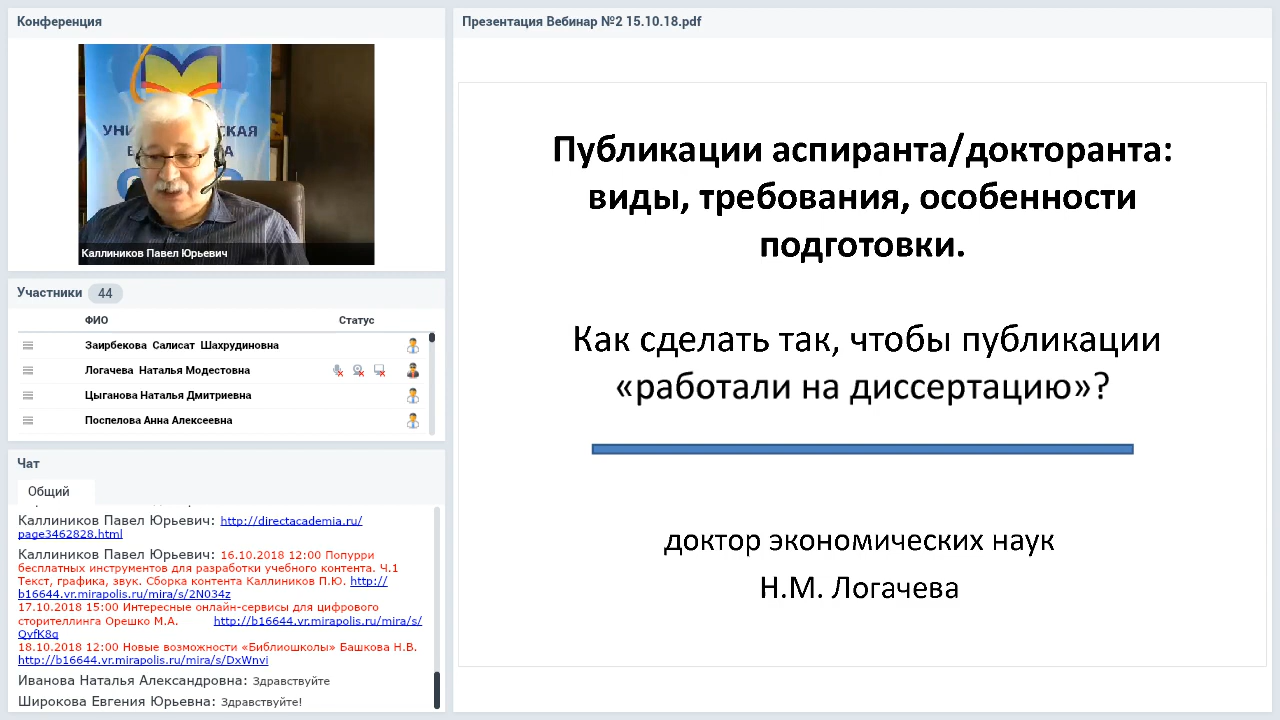 Конференция
Каллиников Павел Юрьевич
Участники 44
ФИО Статус
Заирбекова Салисат Шахрудиновна
Логачева Наталья Модестовна
Цыганова Наталья Дмитриевна
Поспелова Анна Алексеевна
Чат
Общий
Каллиников Павел Юрьевич: http://directacademia.ru/
page3462828.html
Каллиников Павел Юрьевич: 16.10.2018 12:00 Попурри
бесплатных инструментов для разработки учебного контента. Ч.1
Текст, графика, звук. Сборка контента Каллиников П.Ю. http://
b16644.vr.mirapolis.ru/mira/s/2N034z
17.10.2018 15:00 Интересные онлайн-сервисы для цифрового
сторителлинга Орешко М.А. http://b16644.vr.mirapolis.ru/mira/s/
QyfK8q
18.10.2018 12:00 Новые возможности «Библиошколы» Башкова Н.В.
http://b16644.vr.mirapolis.ru/mira/s/DxWnvi
Иванова Наталья Александровна: Здравствуйте
Широкова Евгения Юрьевна: Здравствуйте!
Презентация Вебинар №2 15.10.18.pdf
Публикации аспиранта/докторанта:
виды, требования, особенности
подготовки.
Как сделать так, чтобы публикации
«работали на диссертацию»?
доктор экономических наук
Н.М. Логачева